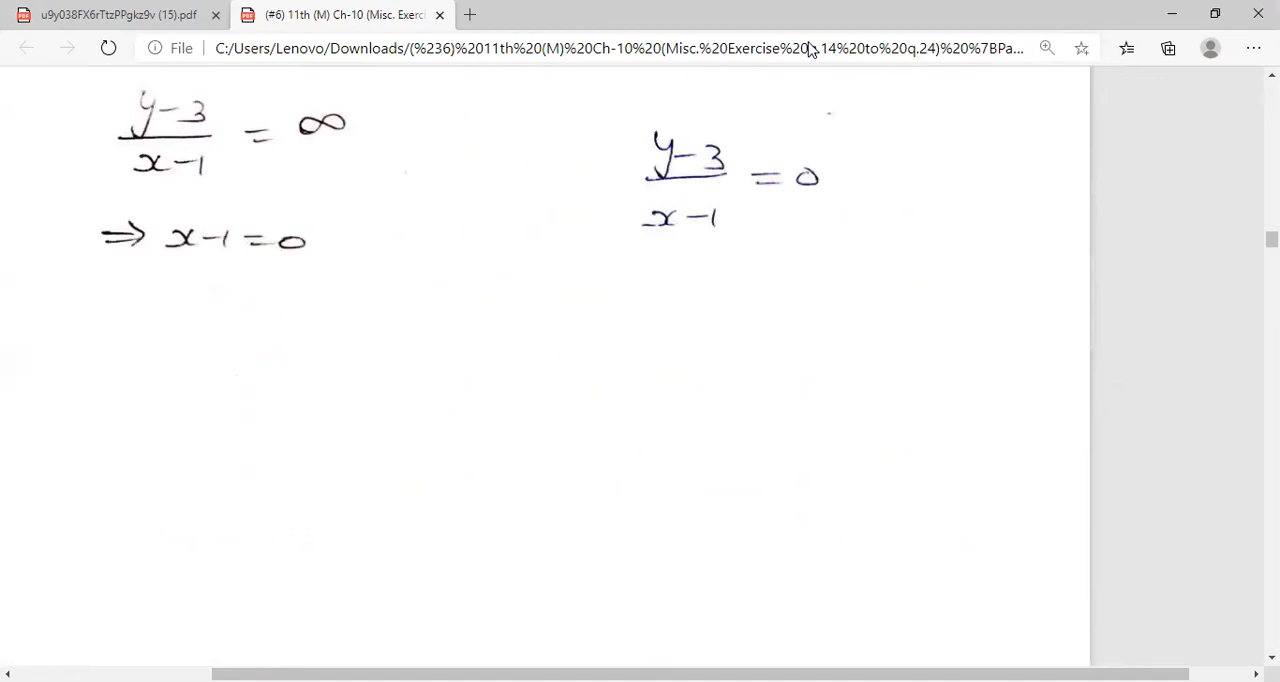 u9y038FX6rTtzPPgkz9v (15).pdf
(#6) 11th (M) Ch-10 (Misc. Exerci
File
C:/Users/Lenovo/Downloads/(%236)%2011th%20(M)%20Ch-10%20(Misc.%20Exercise%20q.14%20to%20q.24)%20%7BPa...
y-3
/
x-1
= ∞
⇒ x-1=0
y-3
/
x-1
= 0